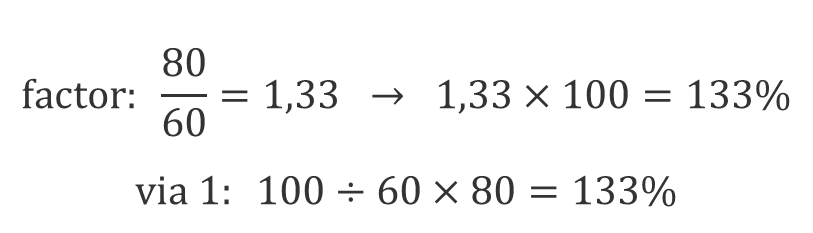 factor: 80/60 = 1,33 → 1,33 × 100 = 133%
via 1: 100 ÷ 60 × 80 = 133%